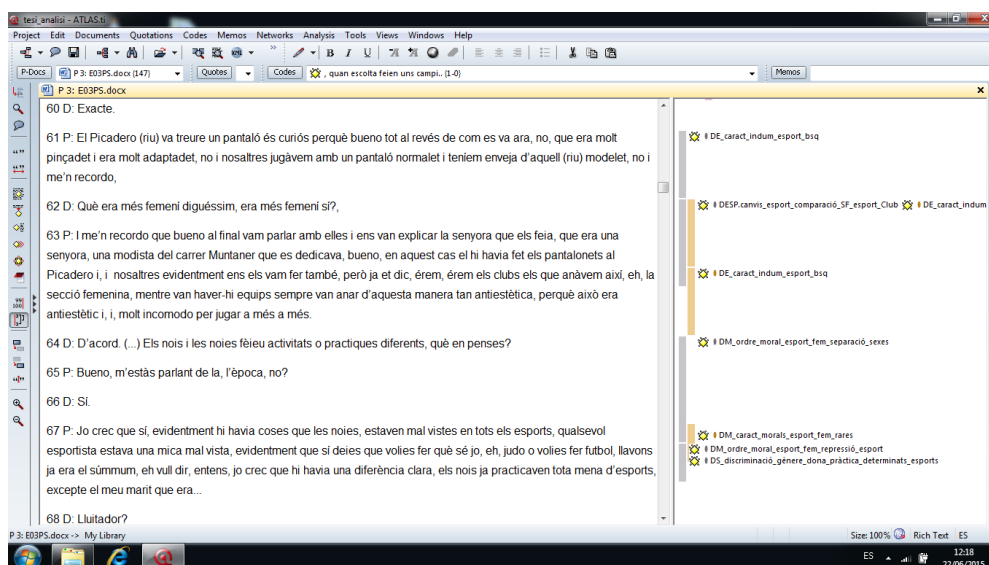 tesi_analisi - ATLAS.ti
Project Edit Documents Quotations Codes Memos Networks Analysis Tools Views Windows Help
P-Docs P 3: E03PS.docx {147} Quotes Codes , quan escolta feien uns campi.. {1-0} Memos
P 3: E03PS.docx
60 D: Exacte.
61 P: El Picadero (riu) va treure un pantaló és curiós perquè bueno tot al revés de com es va ara, no, que era molt
pinçadet i era molt adaptadet, no i nosaltres jugàvem amb un pantaló normalet i teníem enveja d'aquell (riu) modelet, no i
me'n recordo,
62 D: Què era més femení diguéssim, era més femení sí?,
63 P: I me'n recordo que bueno al final vam parlar amb elles i ens van explicar la senyora que els feia, que era una
senyora, una modista del carrer Muntaner que es dedicava, bueno, en aquest cas el hi havia fet els pantalonets al
Picadero i, i nosaltres evidentment ens els vam fer també, però ja et dic, érem, érem els clubs els que anàvem així, eh, la
secció femenina, mentre van haver-hi equips sempre van anar d'aquesta manera tan antiestètica, perquè això era
antiestètic i, i, molt incomodo per jugar a més a més.
64 D: D'acord. (...) Els nois i les noies fèieu activitats o practiques diferents, què en penses?
65 P: Bueno, m'estàs parlant de la, l'època, no?
66 D: Sí.
67 P: Jo crec que sí, evidentment hi havia coses que les noies, estaven mal vistes en tots els esports, qualsevol
esportista estava una mica mal vista, evidentment que si deies que volies fer què sé jo, eh, judo o volies fer futbol, llavons
ja era el súmmum, eh vull dir, entens, jo crec que hi havia una diferència clara, els nois ja practicaven tota mena d'esports,
excepte el meu marit que era...
68 D: Lluitador?
DE_caract_indum_esport_bsq
DESP.canvis_esport_comparació_SF_esport_Club DE_caract_indum
DE_caract_indum_esport_bsq
DM_ordre_moral_esport_fem_separació_sexes
DM_caract_morals_esport_fem_rares
DM_ordre_moral_esport_fem_repressió_esport
DS_discriminació_génere_dona_pràctica_determinats_esports
P 3: E03PS.docx -> My Library Size: 100% Rich Text ES
ES 12:18
22/06/2015